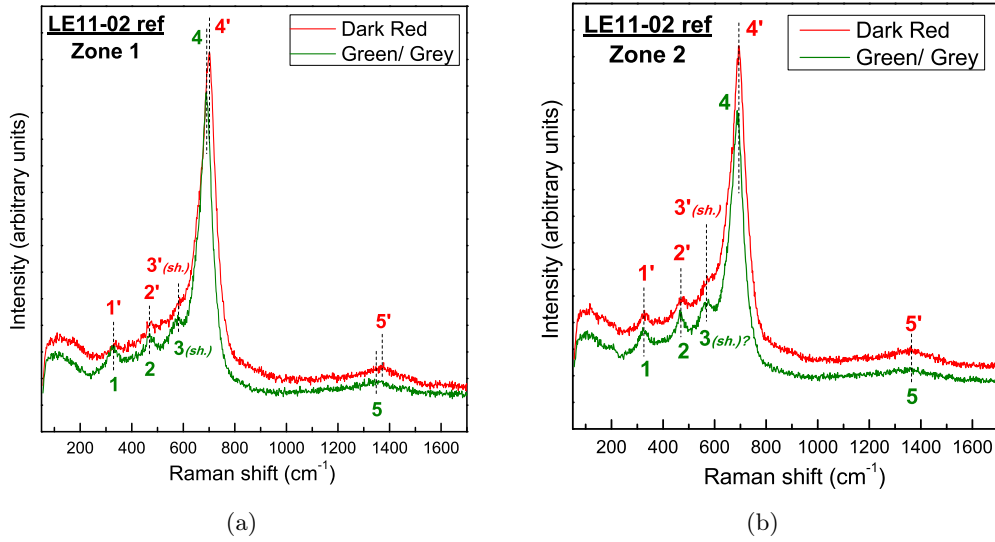 LE11-02 ref
Zone 1
Dark Red
Green/ Grey
4 4'
3'(sh.)
1' 2'
1 2 3(sh.)
5'
5
Intensity (arbitrary units)
0 200 400 600 800 1000 1200 1400 1600
Raman shift (cm⁻¹)
(a)
LE11-02 ref
Zone 2
Dark Red
Green/ Grey
4'
4
3'(sh.)
2'
1'
1 2 3(sh.)?
5'
5
Intensity (arbitrary units)
200 400 600 800 1000 1200 1400 1600
Raman shift (cm⁻¹)
(b)